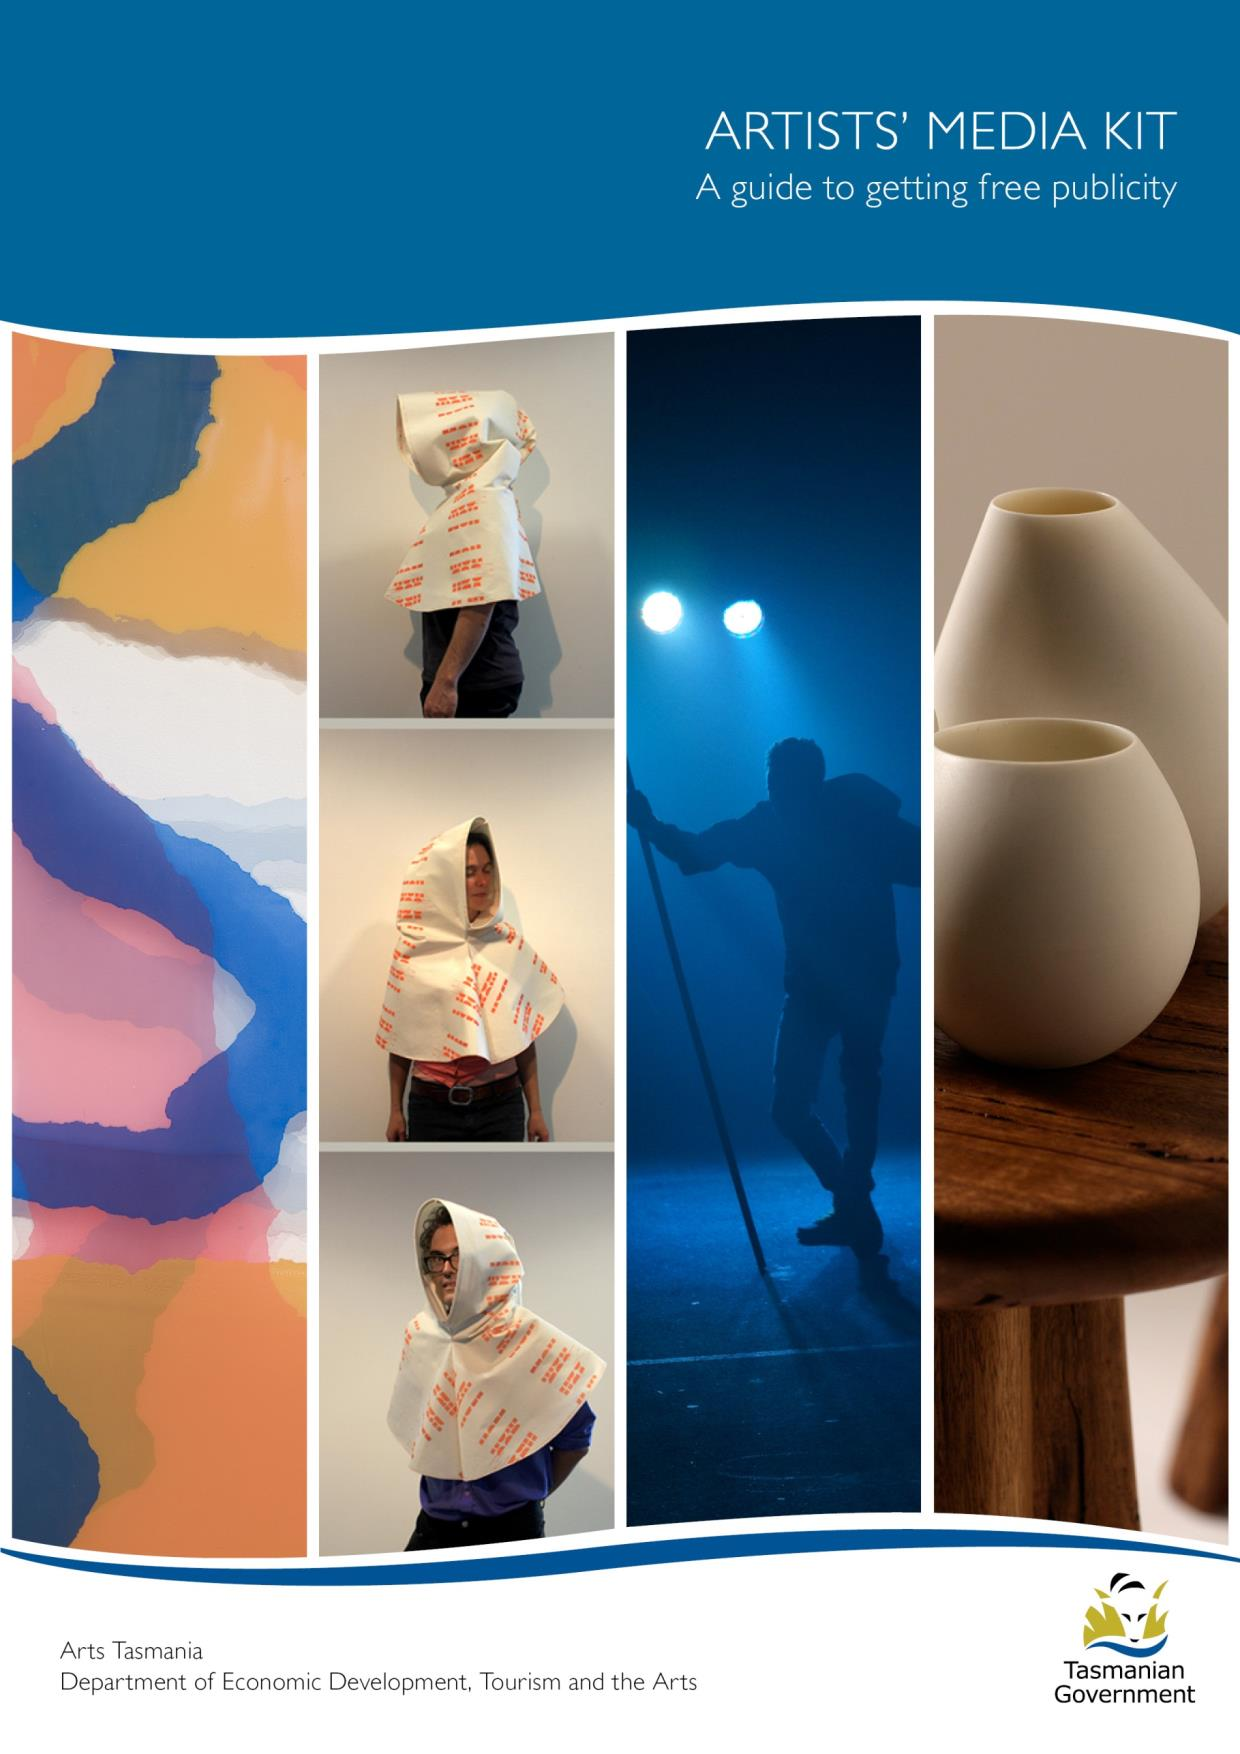 ARTISTS’ MEDIA KIT
A guide to getting free publicity
Arts Tasmania
Department of Economic Development, Tourism and the Arts
Tasmanian
Government